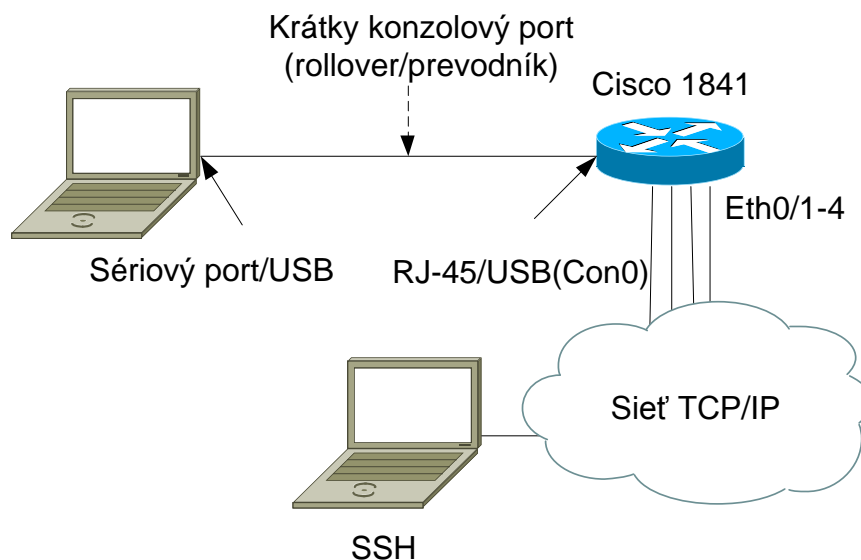 Krátky konzolový port
(rollover/prevodník)
Cisco 1841
Eth0/1-4
Sériový port/USB
RJ-45/USB(Con0)
Sieť TCP/IP
SSH